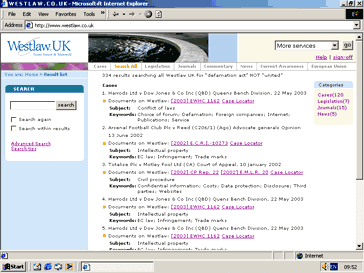 WESTLAW.CO.UK - Microsoft Internet Explorer
File Edit View Favorites Tools Help
Address http://www.westlaw.co.uk
Westlaw.UK
From Sweet & Maxwell
More services go
Help | sign-off
Cases Search All Legislation Journals News Current Awareness European Union
You are: Home > Result list
334 results searching all Westlaw UK for "defamation act" NOT "united"
SEARCH
search
Search again
Search within results
Advanced Search
Search tips
Cases
1. Harrods Ltd v Dow Jones & Co Inc (QBD) Queens Bench Division, 22 May 2003
Documents on Westlaw: [2003] EWHC 1162 Case Locator
Subject: Conflict of laws
Keywords: Choice of forum; Defamation; Foreign companies; Internet; Publications; Service
2. Arsenal Football Club Plc v Reed (C206/1) (Ago) Advocate generals Opinion
13 June 2002
Documents on Westlaw: [2002] E.C.R.I.-10273 Case Locator
Subject: Intellectual property
Keywords: EC law; Infringement; Trade marks
3. Totalise Plc v Motley Fool Ltd (CA) Court of Appeal, 10 january 2002
Documents on Westlaw: [2002] CP Rep. 22 [2002] E.M.L.R. 20 Case Locator
Subject: Civil procedure
Keywords: Confidential information; Costs; Date protection; Disclosure; Third parties; Websites
4. Harrods Ltd v Dow Jones & Co Inc (QBD) Queens Bench Division, 22 May 2003
Documents on Westlaw: [2003] EWHC 1162 Case Locator
Subject: Intellectual property
Keywords: EC law; Infringement; Trade marks
5. Harrods Ltd v Dow Jones & Co Inc (QBD) Queens Bench Division, 22 May 2003
Documents on Westlaw: [2003] EWHC 1162 Case Locator
Subject: Intellectual property
Keywords: EC law; Infringement; Trade marks
Categories
Cases(120)
Legislation(7)
Journals(15)
News(5)
Internet
Start
EN
09:52